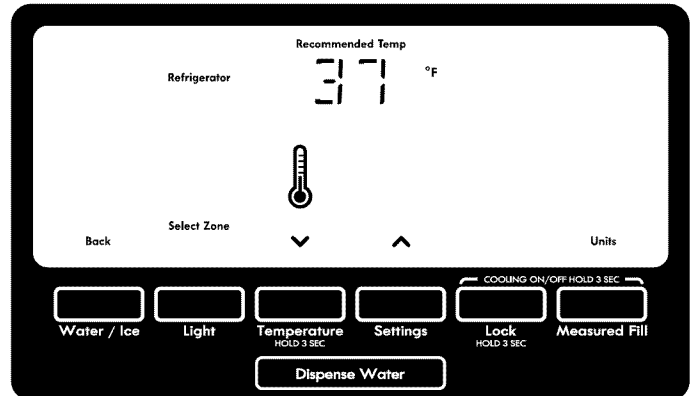 Recommended Temp
Refrigerator 37 °F
Select Zone
Back Units
COOLING ON/OFF HOLD 3 SEC
Water / Ice Light Temperature Settings Lock Measured Fill
HOLD 3 SEC HOLD 3 SEC
Dispense Water